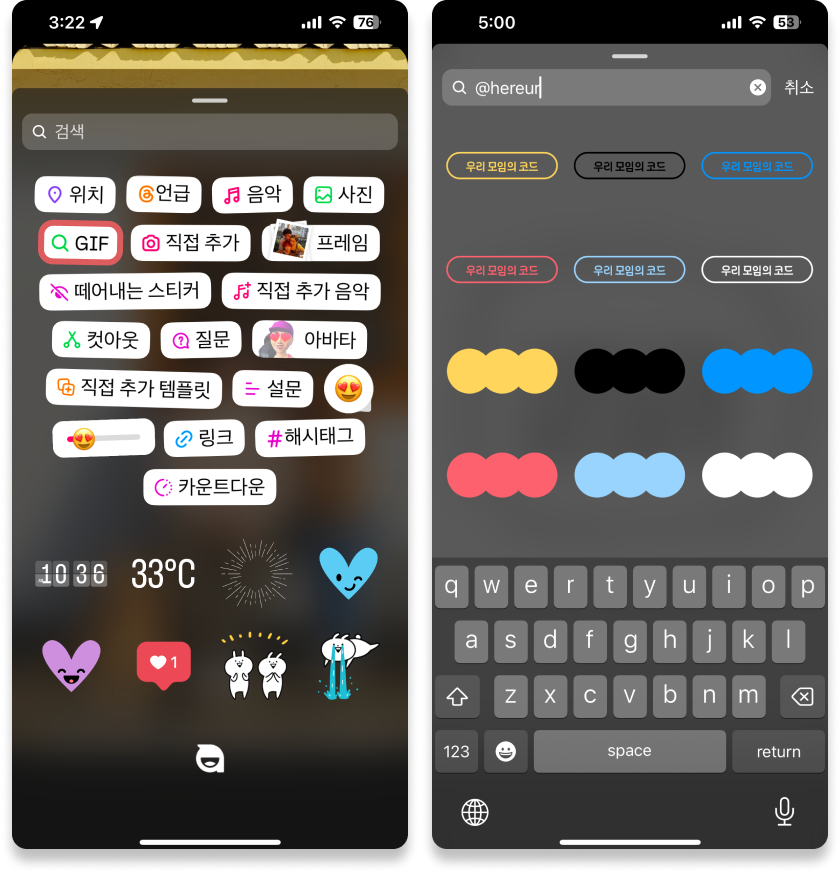 3:22
76
검색
위치
언급
음악
사진
GIF
직접 추가
프레임
떼어내는 스티커
직접 추가 음악
컷아웃
질문
아바타
직접 추가 템플릿
설문
링크
#해시태그
카운트다운
10 36
33°C
1
5:00
53
@hereur
취소
우리 모임의 코드
우리 모임의 코드
우리 모임의 코드
우리 모임의 코드
우리 모임의 코드
우리 모임의 코드
q w e r t y u i o p
a s d f g h j k l
z x c v b n m
123
space
return